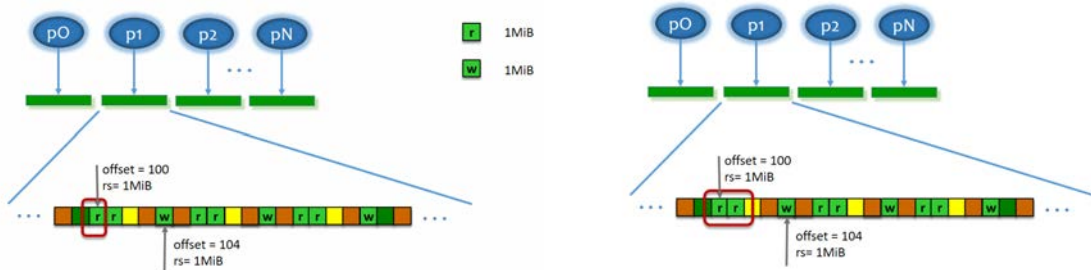 pO p1 p2 pN
• • •
r 1MiB
w 1MiB
offset = 100
rs= 1MiB
• • • r r w r r w r r w • • •
offset = 104
rs= 1MiB
pO p1 p2 pN
• • •
offset = 100
rs= 1MiB
• • • r r w r r w r r w • • •
offset = 104
rs= 1MiB